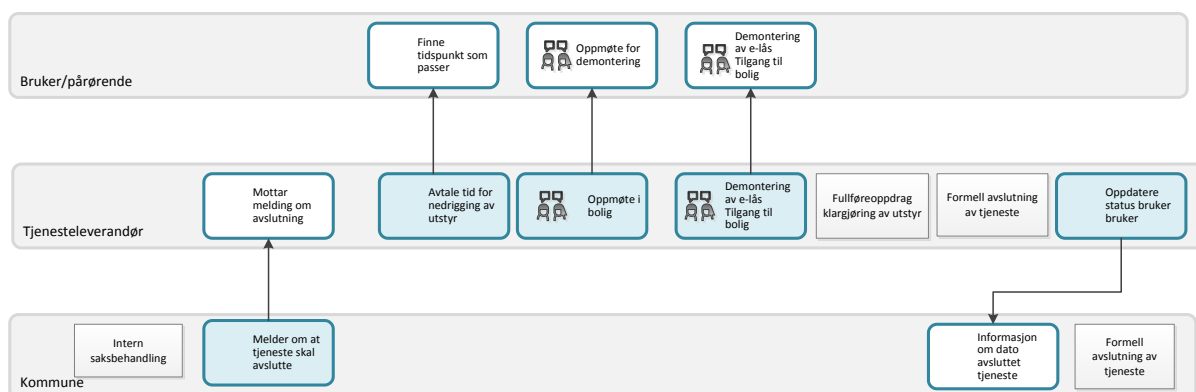 Finne
tidspunkt som
passer
Oppmøte for
demontering
Demontering
av e-lås
Tilgang til
bolig
Bruker/pårørende
Mottar
melding om
avslutning
Avtale tid for
nedrigging av
utstyr
Oppmøte i
bolig
Demontering
av e-lås
Tilgang til
bolig
Fullføreoppdrag
klargjøring av utstyr
Formell avslutning
av tjeneste
Oppdatere
status bruker
bruker
Tjenesteleverandør
Intern
saksbehandling
Melder om at
tjeneste skal
avslutte
Informasjon
om dato
avsluttet
tjeneste
Formell
avslutning av
tjeneste
Kommune